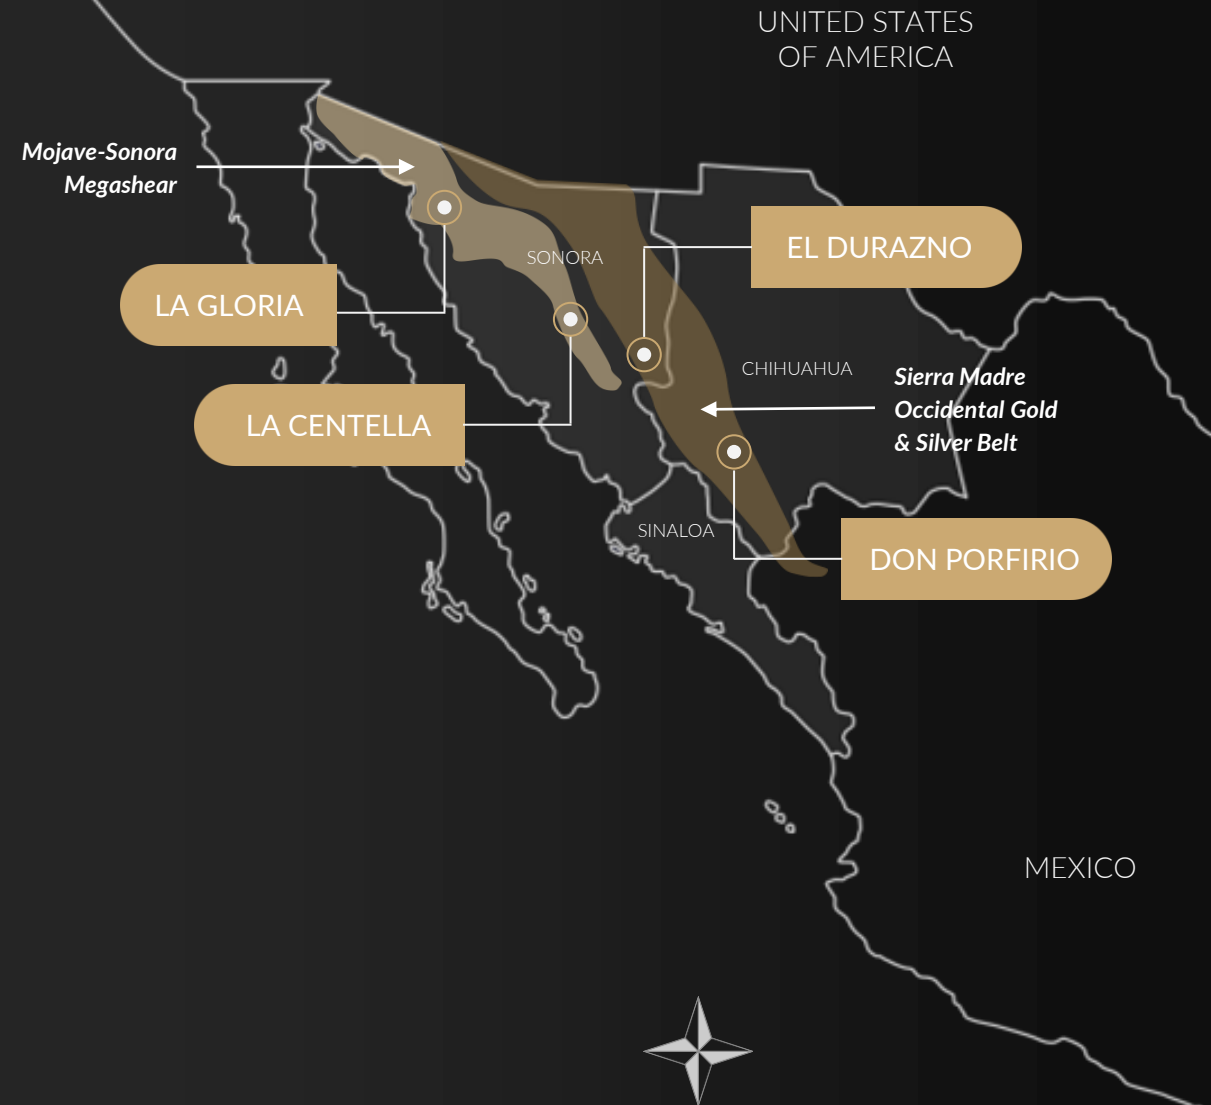 UNITED STATES
OF AMERICA
Mojave-Sonora
Megashear
EL DURAZNO
SONORA
LA GLORIA
CHIHUAHUA
Sierra Madre
Occidental Gold
& Silver Belt
LA CENTELLA
SINALOA
DON PORFIRIO
MEXICO